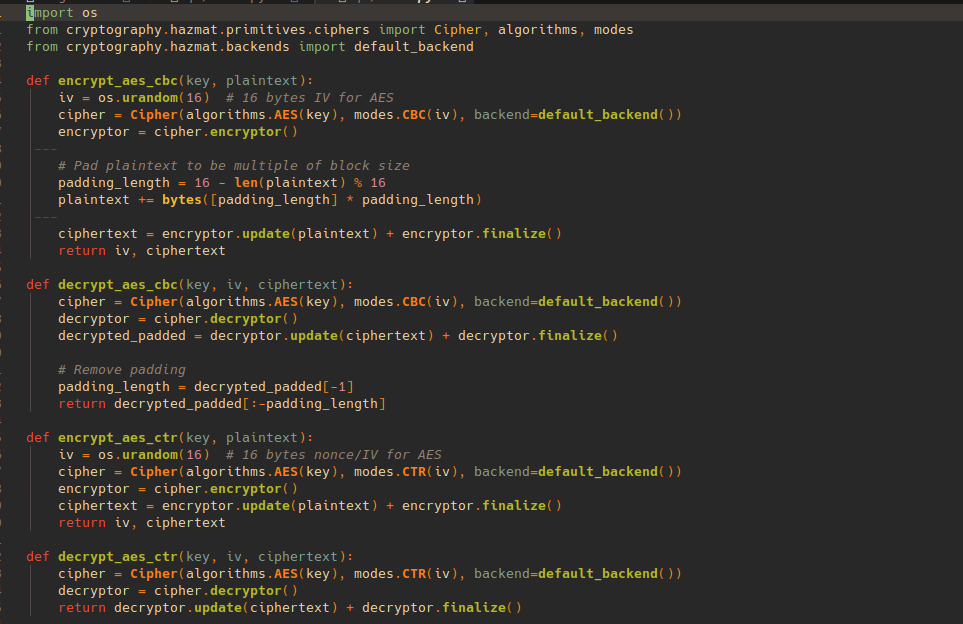 import os
from cryptography.hazmat.primitives.ciphers import Cipher, algorithms, modes
from cryptography.hazmat.backends import default_backend

def encrypt_aes_cbc(key, plaintext):
    iv = os.urandom(16)  # 16 bytes IV for AES
    cipher = Cipher(algorithms.AES(key), modes.CBC(iv), backend=default_backend())
    encryptor = cipher.encryptor()
 ---
    # Pad plaintext to be multiple of block size
    padding_length = 16 - len(plaintext) % 16
    plaintext += bytes([padding_length] * padding_length)
 ---
    ciphertext = encryptor.update(plaintext) + encryptor.finalize()
    return iv, ciphertext

def decrypt_aes_cbc(key, iv, ciphertext):
    cipher = Cipher(algorithms.AES(key), modes.CBC(iv), backend=default_backend())
    decryptor = cipher.decryptor()
    decrypted_padded = decryptor.update(ciphertext) + decryptor.finalize()

    # Remove padding
    padding_length = decrypted_padded[-1]
    return decrypted_padded[:-padding_length]

def encrypt_aes_ctr(key, plaintext):
    iv = os.urandom(16)  # 16 bytes nonce/IV for AES
    cipher = Cipher(algorithms.AES(key), modes.CTR(iv), backend=default_backend())
    encryptor = cipher.encryptor()
    ciphertext = encryptor.update(plaintext) + encryptor.finalize()
    return iv, ciphertext

def decrypt_aes_ctr(key, iv, ciphertext):
    cipher = Cipher(algorithms.AES(key), modes.CTR(iv), backend=default_backend())
    decryptor = cipher.decryptor()
    return decryptor.update(ciphertext) + decryptor.finalize()